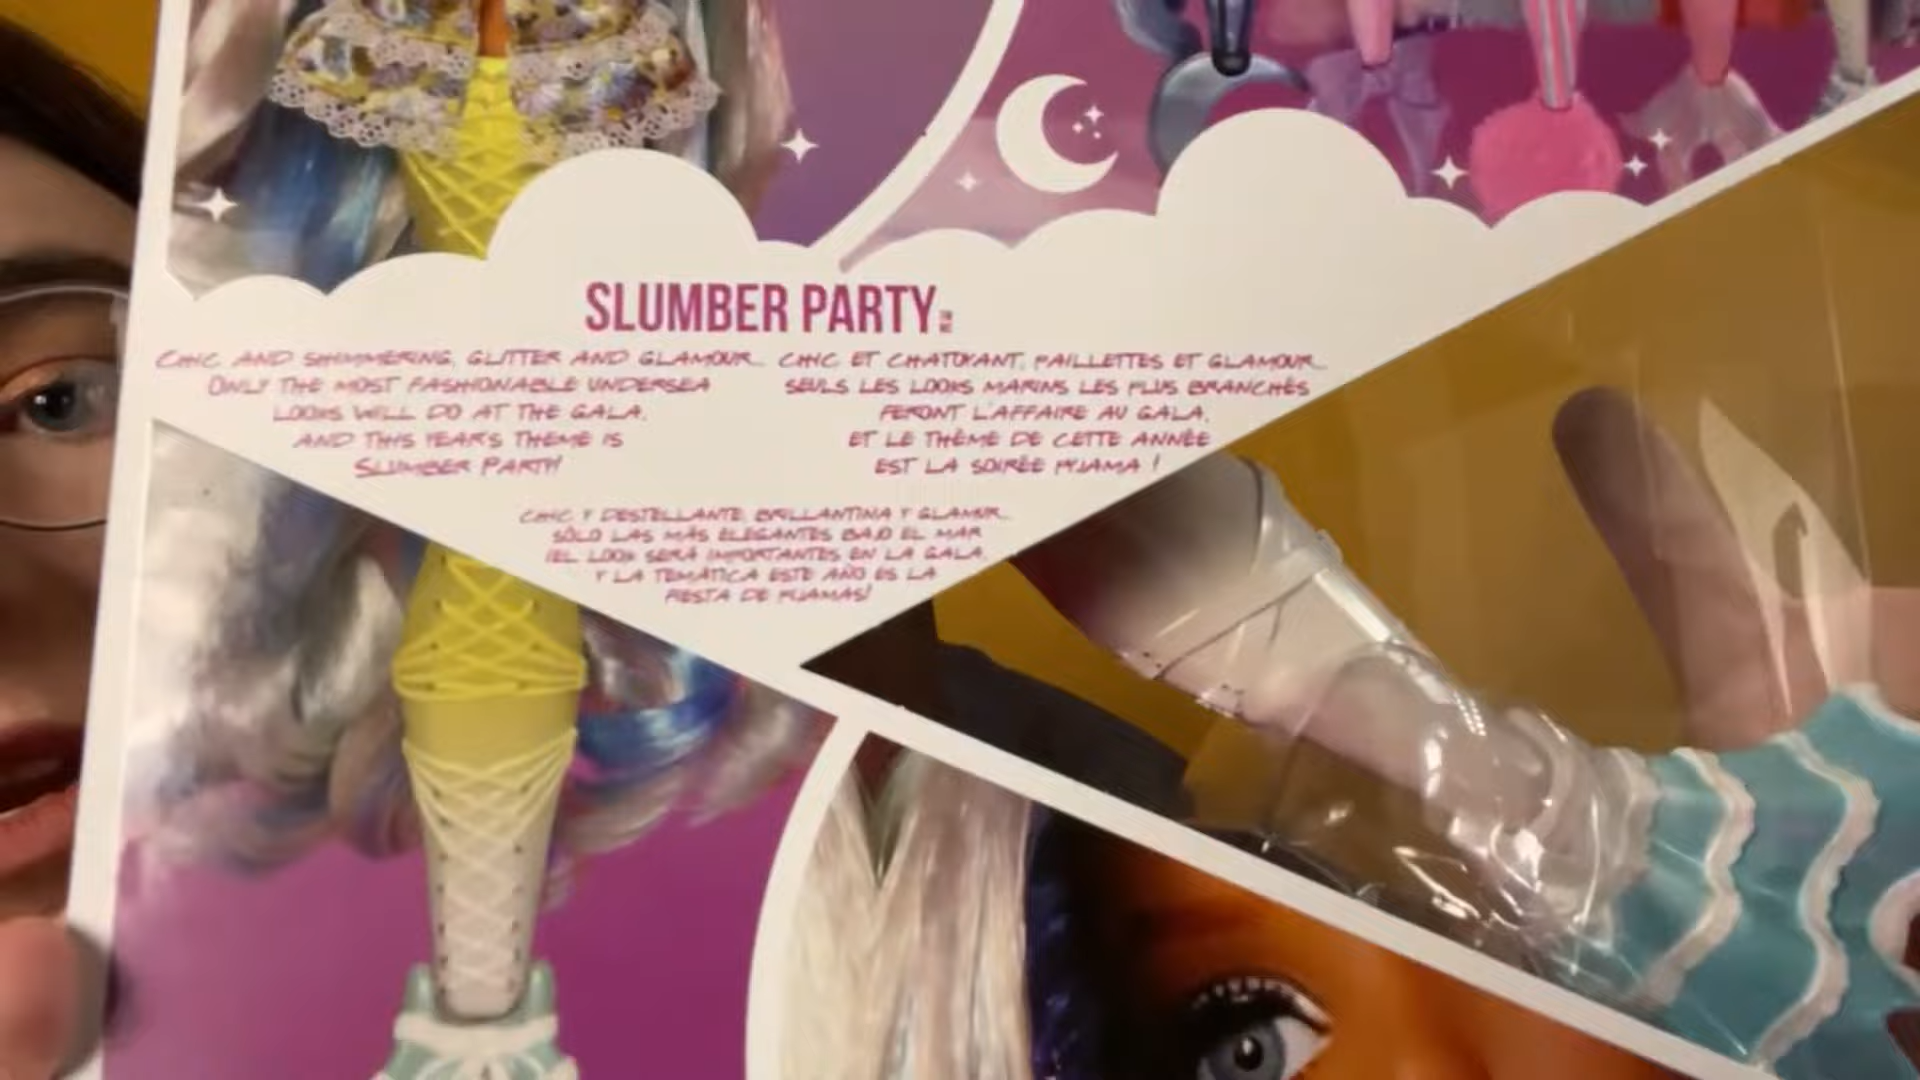 SLUMBER PARTY
CHIC AND SHIMMERING, GLITTER AND GLAMOUR...
ONLY THE MOST FASHIONABLE UNDERSEA
LOOKS WILL DO AT THE GALA,
AND THIS YEAR'S THEME IS
SLUMBER PARTY!
CHIC ET CHATOYANT, PAILLETTES ET GLAMOUR...
SEULS LES LOOKS MARINS LES PLUS BRANCHÉS
FERONT L'AFFAIRE AU GALA,
ET LE THÈME DE CETTE ANNÉE
EST LA SOIRÉE PYJAMA !
CHIC Y DESTELLANTE, BRILLANTINA Y GLAMUR...
SÓLO LAS MÁS ELEGANTES BAJO EL MAR
¡EL LOOK SERÁ IMPORTANTES EN LA GALA,
Y LA TEMÁTICA ESTE AÑO ES LA
FIESTA DE PIJAMAS!